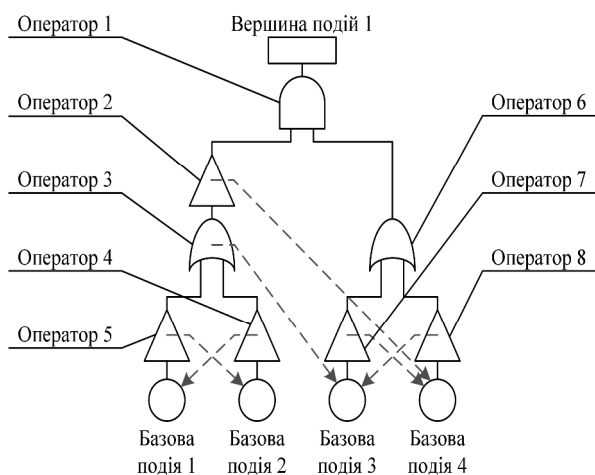 Оператор 1
Вершина подій 1
Оператор 2
Оператор 6
Оператор 3
Оператор 7
Оператор 4
Оператор 8
Оператор 5
Базова подія 1
Базова подія 2
Базова подія 3
Базова подія 4